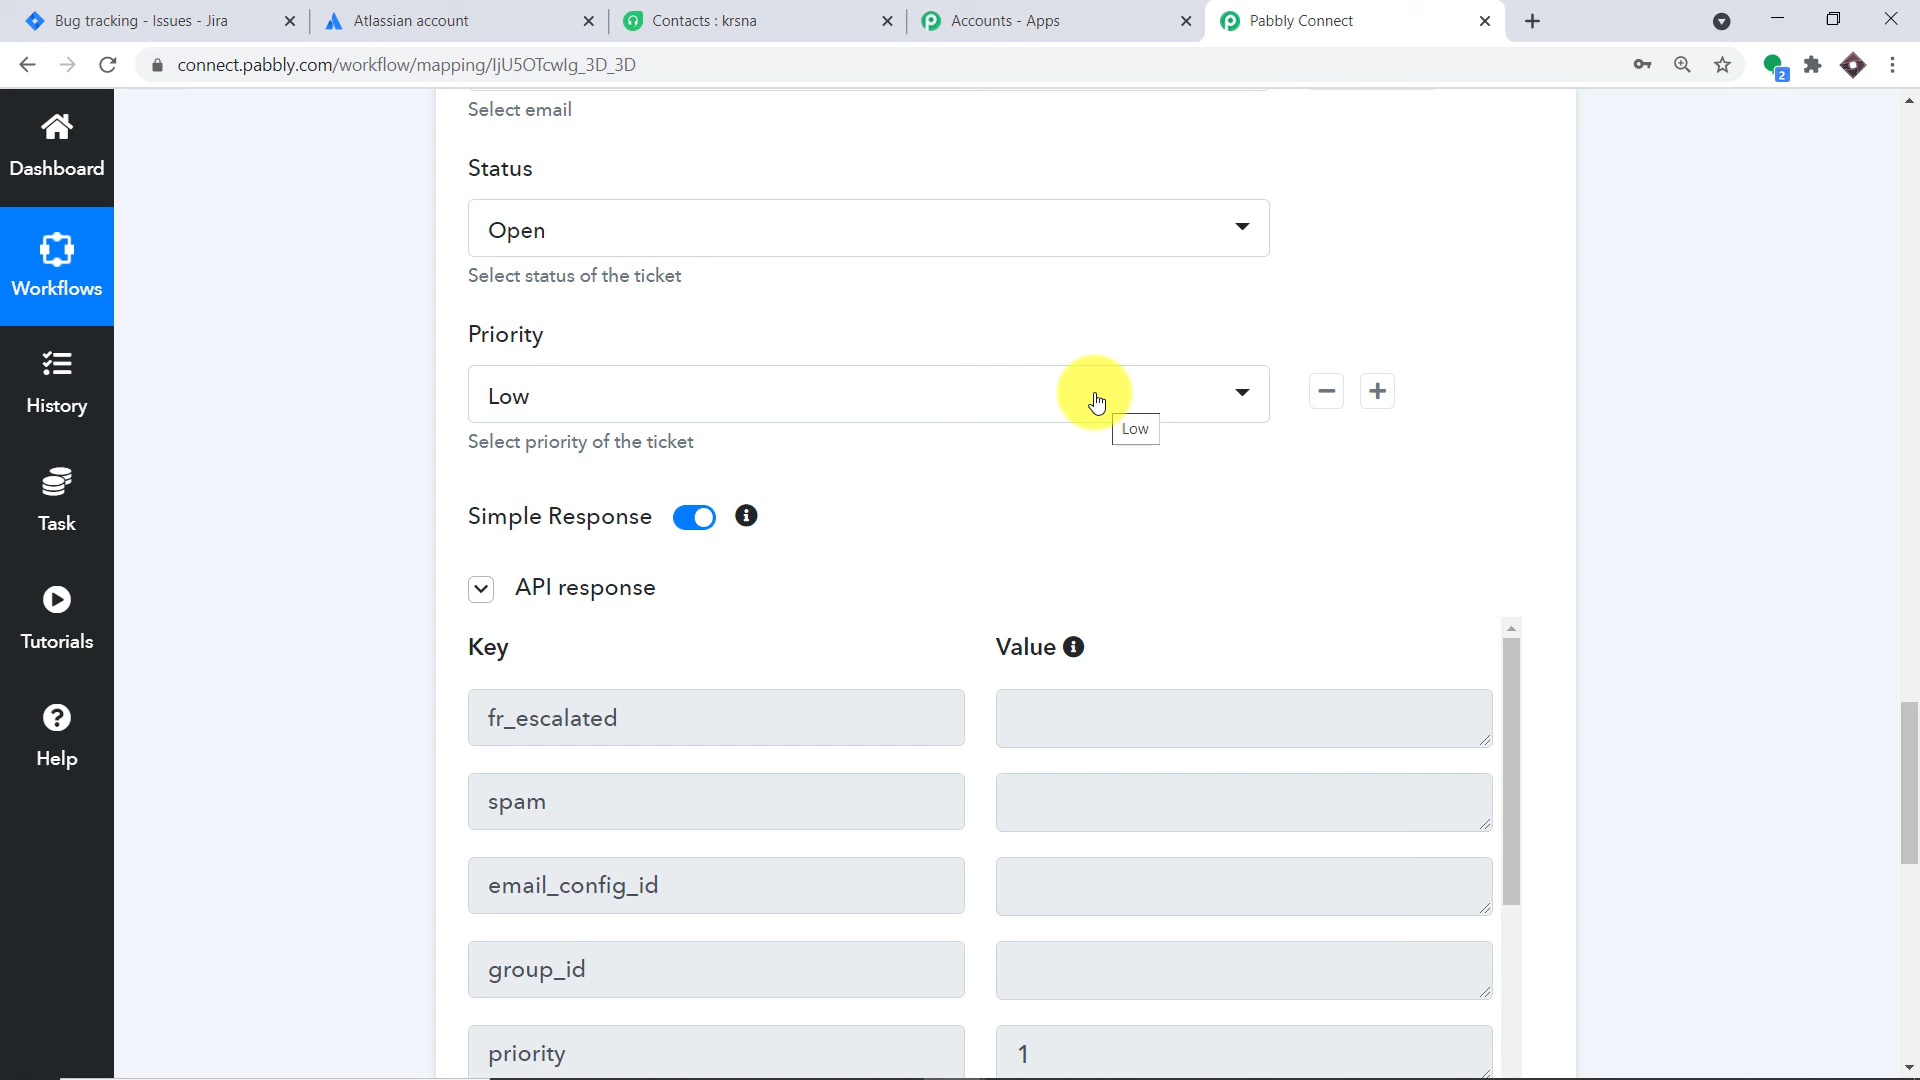 Bug tracking - Issues - Jira
Atlassian account
Contacts : krsna
Accounts - Apps
Pabbly Connect
connect.pabbly.com/workflow/mapping/IjU5OTcwIg_3D_3D
2
Dashboard
Workflows
History
Task
Tutorials
Help
Select email
Status
Open
Select status of the ticket
Priority
Low
Low
Select priority of the ticket
Simple Response
API response
Key
Value
fr_escalated
spam
email_config_id
group_id
priority
1